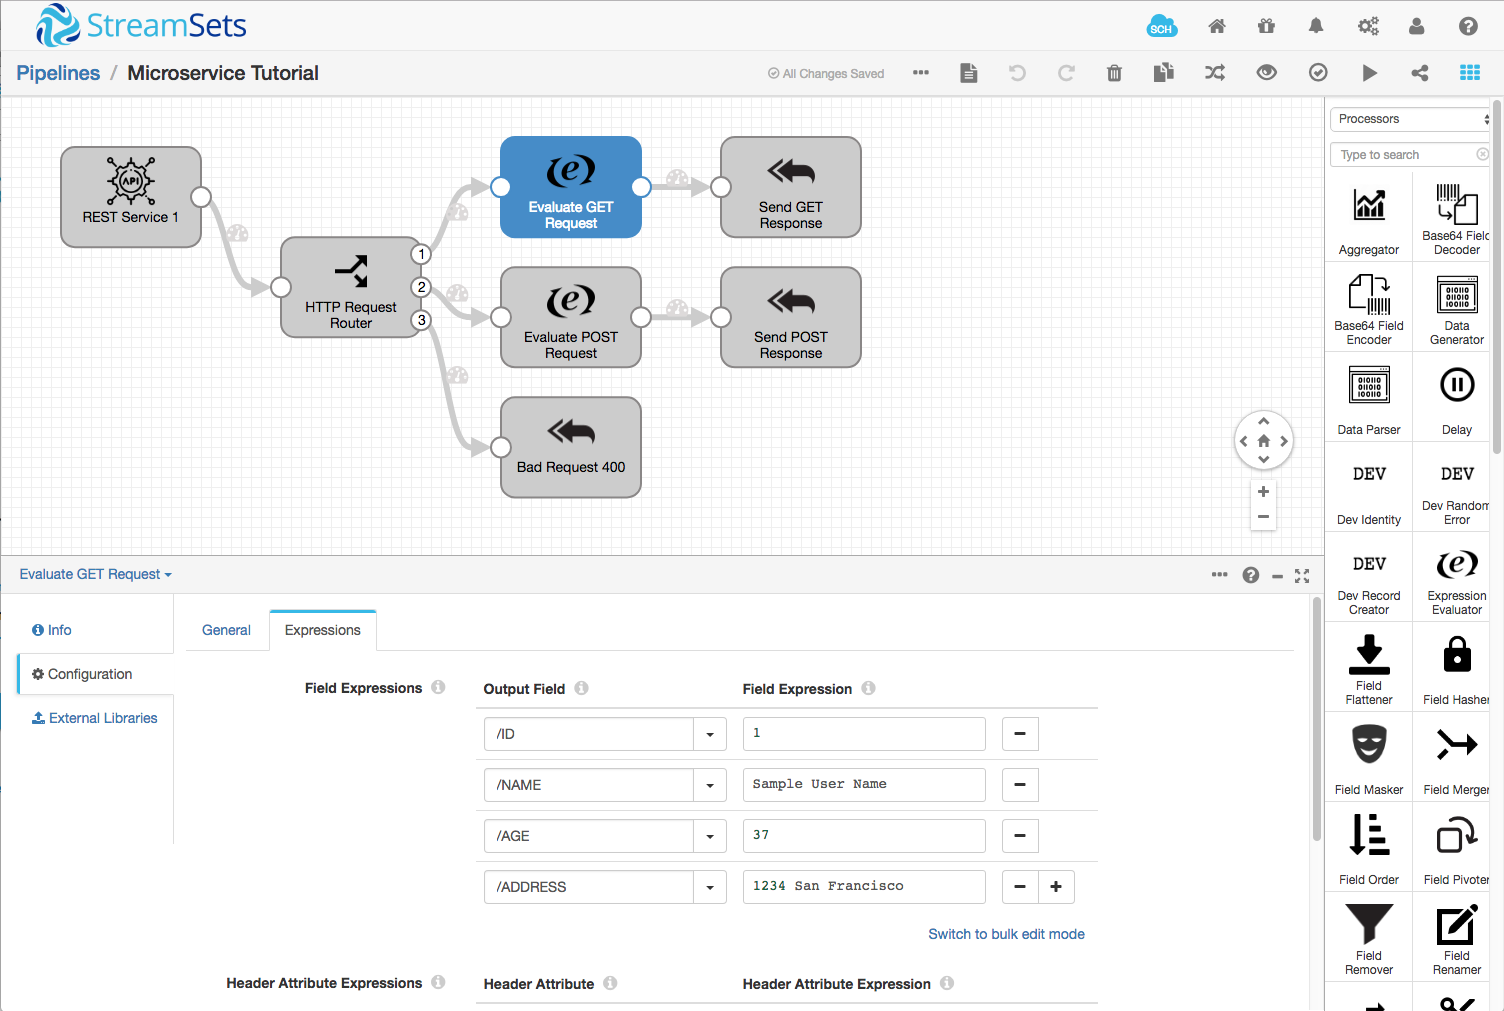 StreamSets
SCH
Pipelines / Microservice Tutorial
All Changes Saved
REST Service 1
API
HTTP Request
Router
1
2
3
Evaluate GET
Request
Send GET
Response
Evaluate POST
Request
Send POST
Response
Bad Request 400
Processors
Type to search
Aggregator
Base64 Field
Decoder
Base64 Field
Encoder
Data
Generator
Data Parser
Delay
DEV
Dev Identity
DEV
Dev Random
Error
DEV
Dev Record
Creator
Expression
Evaluator
Field
Flattener
Field Hasher
Field Masker
Field Merger
Field Order
Field Pivoter
Field
Remover
Field
Renamer
Evaluate GET Request
Info
Configuration
External Libraries
General
Expressions
Field Expressions
Output Field
Field Expression
/ID
1
/NAME
Sample User Name
/AGE
37
/ADDRESS
1234 San Francisco
Switch to bulk edit mode
Header Attribute Expressions
Header Attribute
Header Attribute Expression